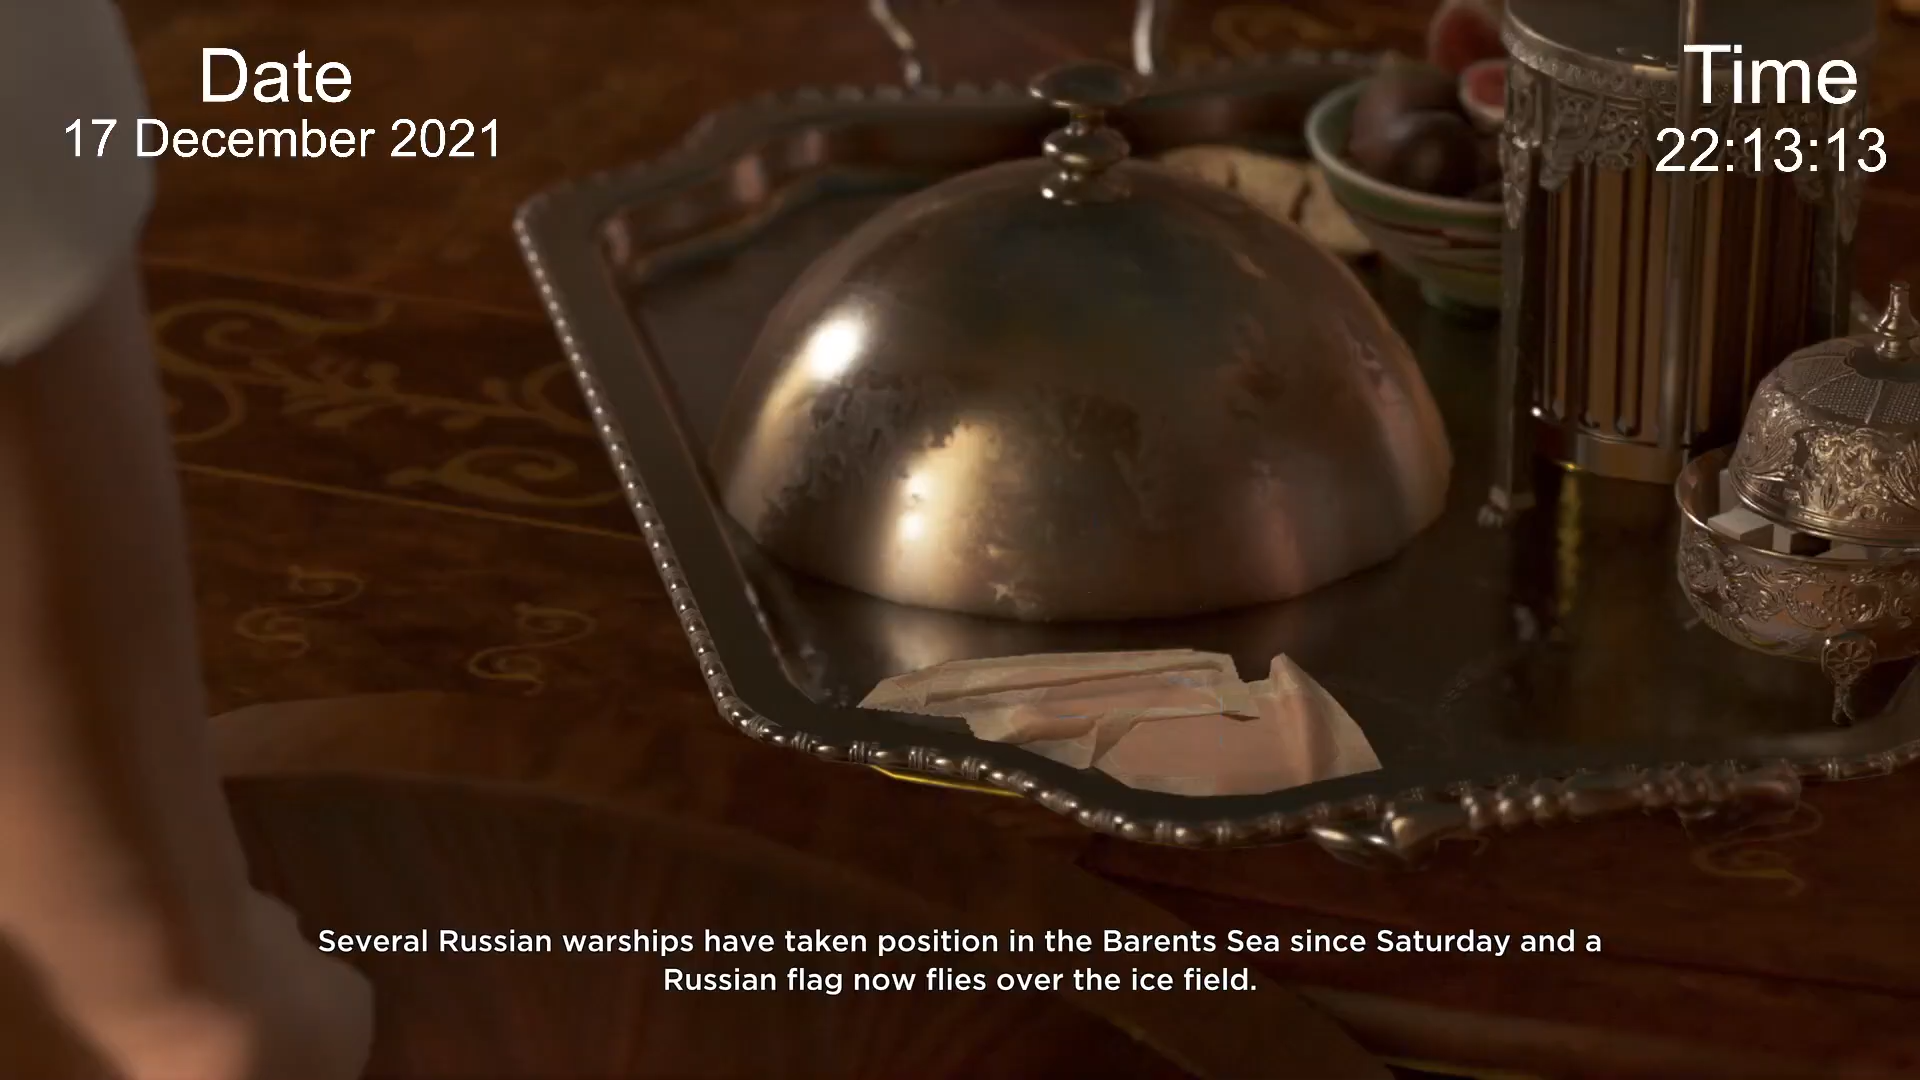 Date
17 December 2021
Time
22:13:13
Several Russian warships have taken position in the Barents Sea since Saturday and a
Russian flag now flies over the ice field.